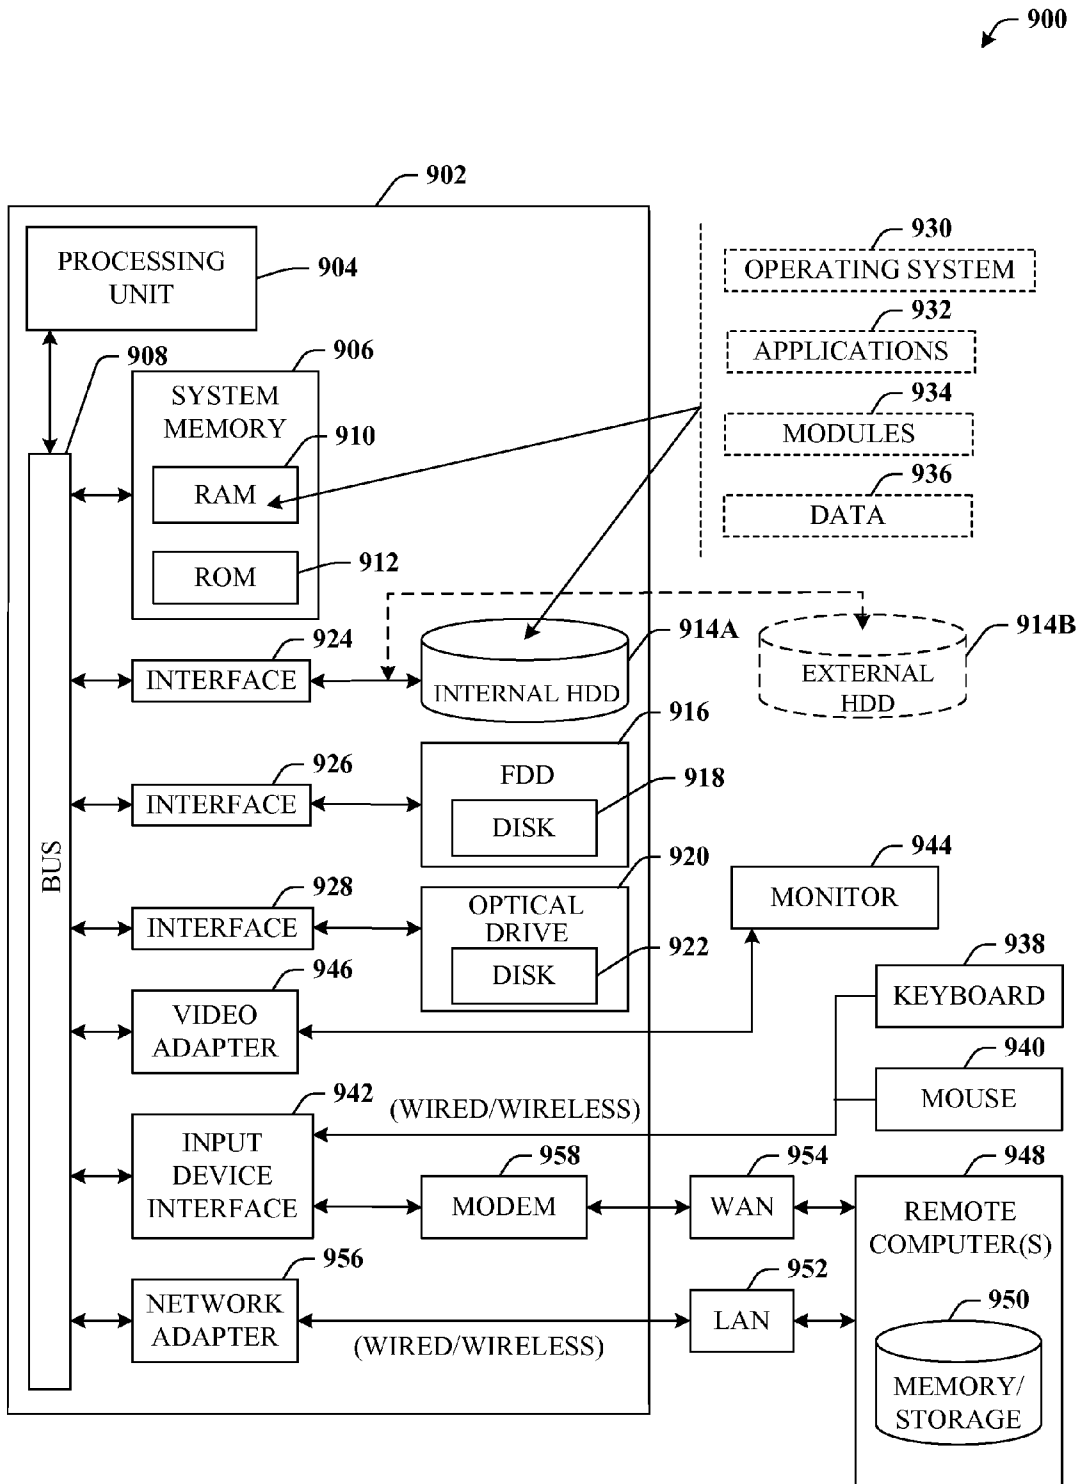 900
902
PROCESSING
UNIT
904
908
906
SYSTEM
MEMORY
910
RAM
912
ROM
930
OPERATING SYSTEM
932
APPLICATIONS
934
MODULES
936
DATA
924
INTERFACE
914A
INTERNAL HDD
914B
EXTERNAL
HDD
916
926
INTERFACE
FDD
918
DISK
BUS
920
928
INTERFACE
OPTICAL
DRIVE
922
DISK
944
MONITOR
946
VIDEO
ADAPTER
938
KEYBOARD
940
MOUSE
942
(WIRED/WIRELESS)
INPUT
DEVICE
INTERFACE
958
MODEM
954
WAN
948
REMOTE
COMPUTER(S)
956
NETWORK
ADAPTER
(WIRED/WIRELESS)
952
LAN
950
MEMORY/
STORAGE